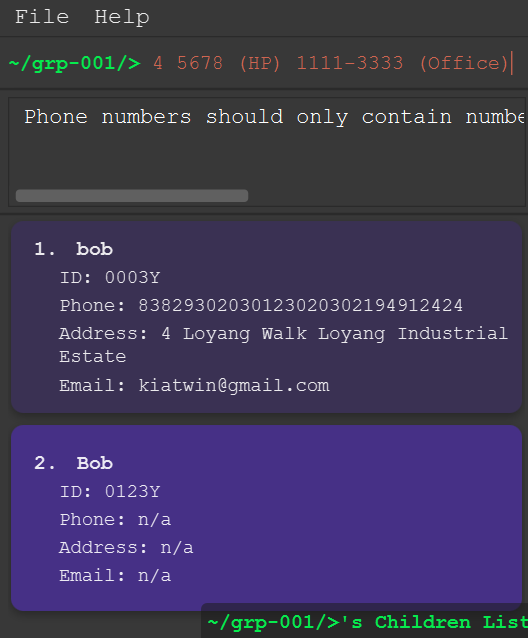 File  Help
~/grp-001/> 4 5678 (HP) 1111-3333 (Office)
Phone numbers should only contain numbe
1.  bob
ID: 0003Y
Phone: 83829302030123020302194912424
Address: 4 Loyang Walk Loyang Industrial
Estate
Email: kiatwin@gmail.com
2.  Bob
ID: 0123Y
Phone: n/a
Address: n/a
Email: n/a
~/grp-001/>'s Children List